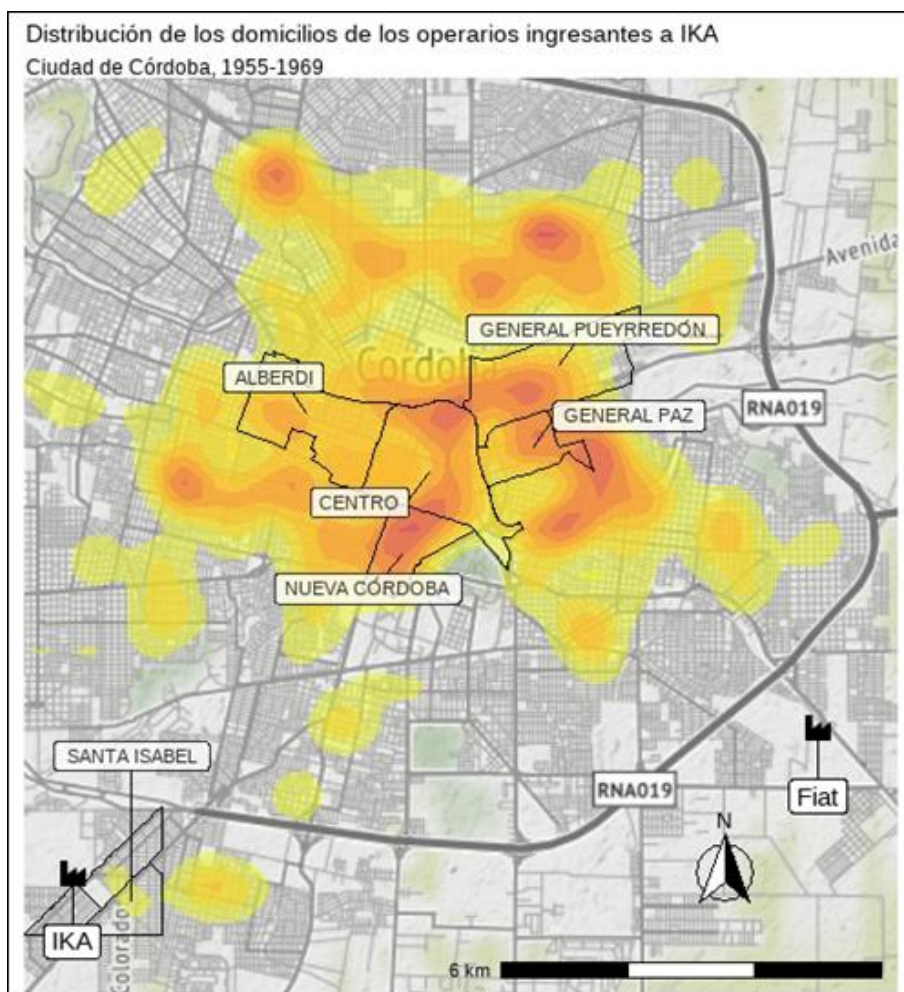 Distribución de los domicilios de los operarios ingresantes a IKA
Ciudad de Córdoba, 1955-1969
Avenida
GENERAL PUEYRREDÓN
Cordoba
ALBERDI
RNA019
GENERAL PAZ
CENTRO
NUEVA CÓRDOBA
SANTA ISABEL
RNA019
Fiat
N
IKA
Colorado
6 km